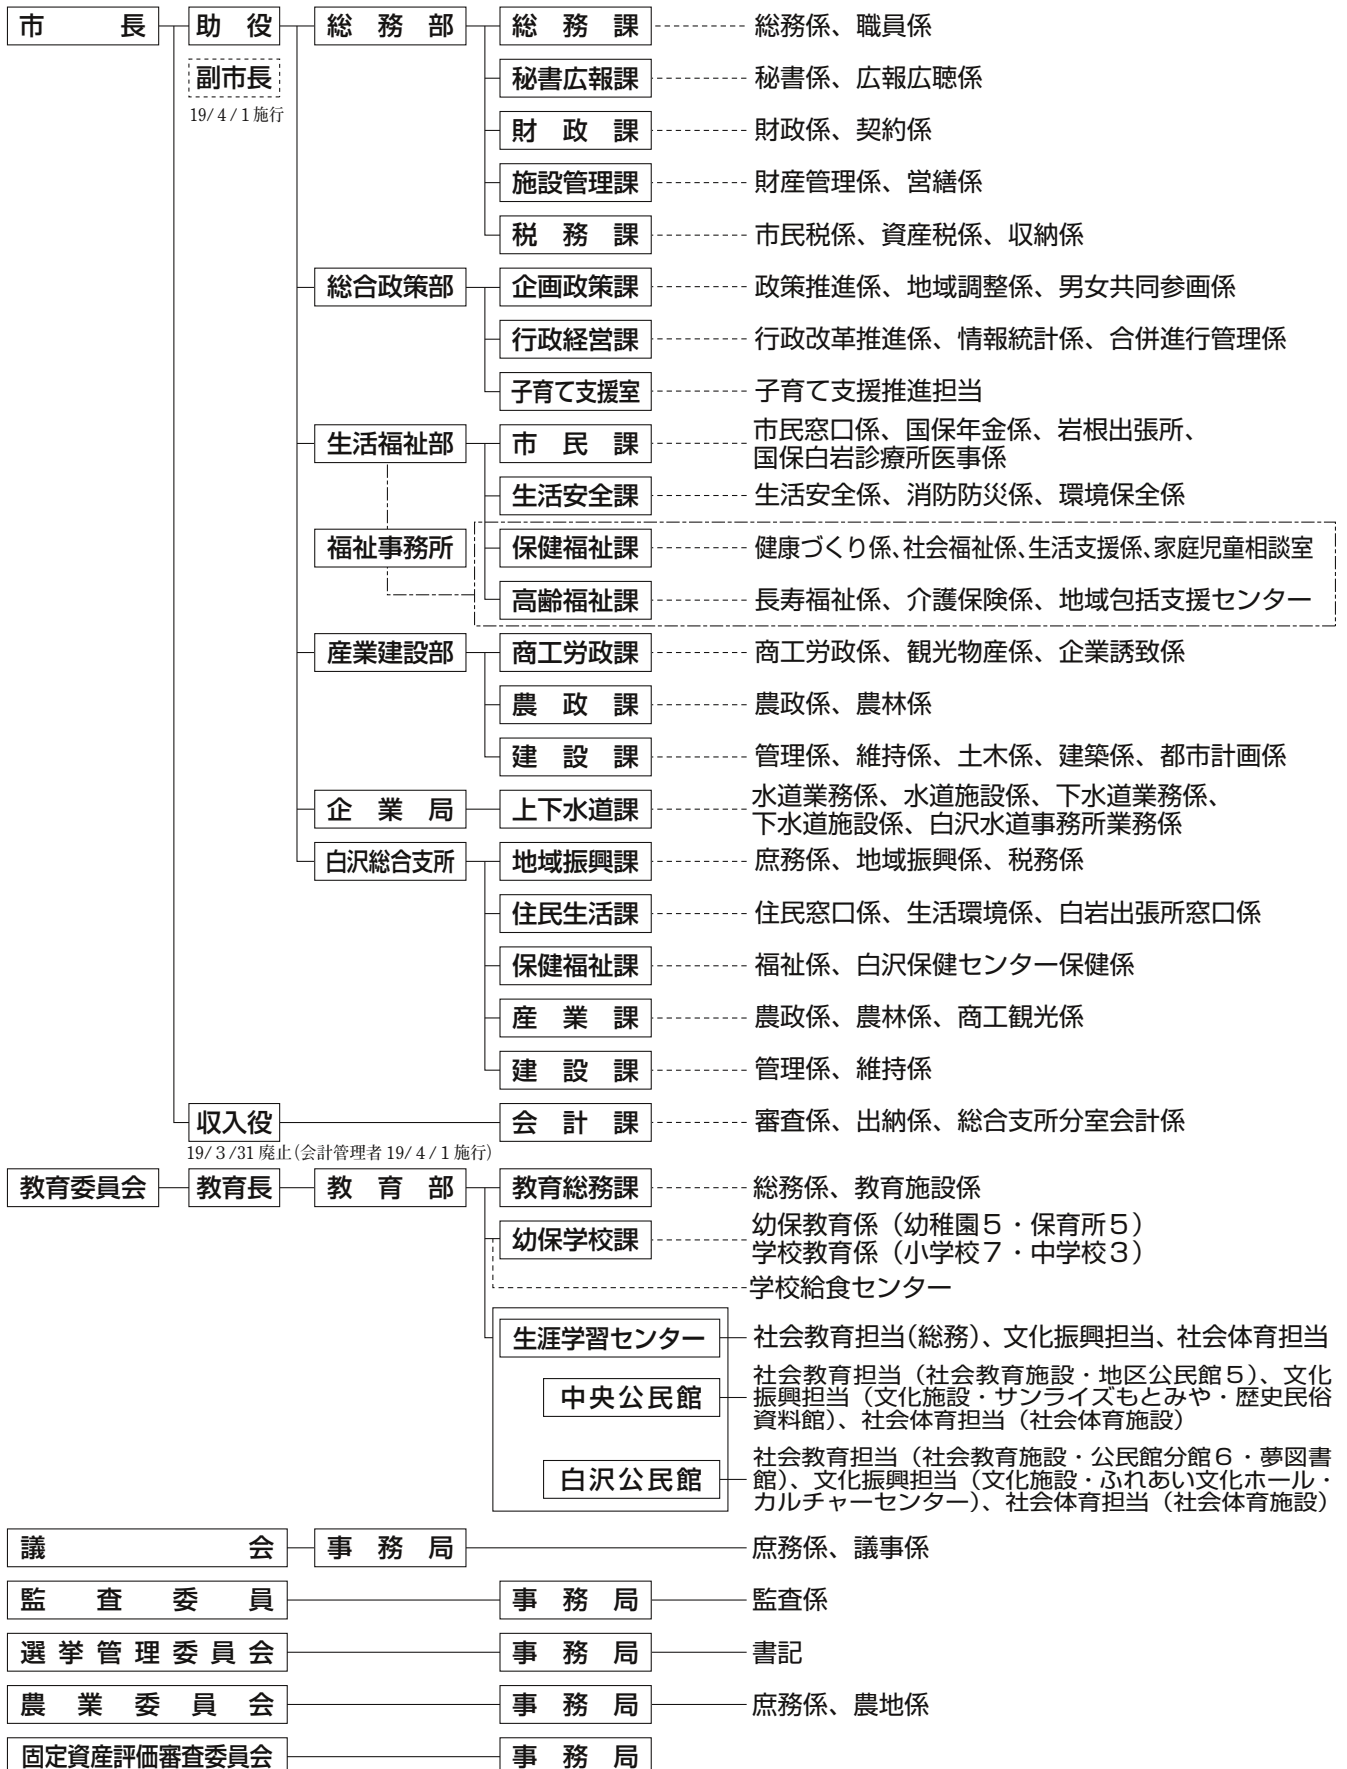 市長 助役 総務部 総務課 総務係、職員係
副市長 秘書広報課 秘書係、広報広聴係
19/4/1施行
財政課 財政係、契約係
施設管理課 財産管理係、営繕係
税務課 市民税係、資産税係、収納係
総合政策部 企画政策課 政策推進係、地域調整係、男女共同参画係
行政経営課 行政改革推進係、情報統計係、合併進行管理係
子育て支援室 子育て支援推進担当
生活福祉部 市民課 市民窓口係、国保年金係、岩根出張所、
国保白岩診療所医事係
生活安全課 生活安全係、消防防災係、環境保全係
福祉事務所 保健福祉課 健康づくり係、社会福祉係、生活支援係、家庭児童相談室
高齢福祉課 長寿福祉係、介護保険係、地域包括支援センター
産業建設部 商工労政課 商工労政係、観光物産係、企業誘致係
農政課 農政係、農林係
建設課 管理係、維持係、土木係、建築係、都市計画係
企業局 上下水道課 水道業務係、水道施設係、下水道業務係、
下水道施設係、白沢水道事務所業務係
白沢総合支所 地域振興課 庶務係、地域振興係、税務係
住民生活課 住民窓口係、生活環境係、白岩出張所窓口係
保健福祉課 福祉係、白沢保健センター保健係
産業課 農政係、農林係、商工観光係
建設課 管理係、維持係
収入役 会計課 審査係、出納係、総合支所分室会計係
19/3/31廃止(会計管理者19/4/1施行)
教育委員会 教育長 教育部 教育総務課 総務係、教育施設係
幼保学校課 幼保教育係（幼稚園５・保育所５）
学校教育係（小学校７・中学校３）
学校給食センター
生涯学習センター 社会教育担当(総務)、文化振興担当、社会体育担当
中央公民館 社会教育担当（社会教育施設・地区公民館５）、文化
振興担当（文化施設・サンライズもとみや・歴史民俗
資料館）、社会体育担当（社会体育施設）
白沢公民館 社会教育担当（社会教育施設・公民館分館６・夢図書
館）、文化振興担当（文化施設・ふれあい文化ホール・
カルチャーセンター）、社会体育担当（社会体育施設）
議会 事務局 庶務係、議事係
監査委員 事務局 監査係
選挙管理委員会 事務局 書記
農業委員会 事務局 庶務係、農地係
固定資産評価審査委員会 事務局